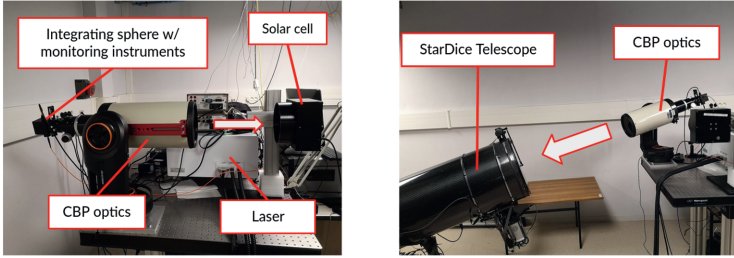 Integrating sphere w/
monitoring instruments
Solar cell
CBP optics
Laser
StarDice Telescope
CBP optics